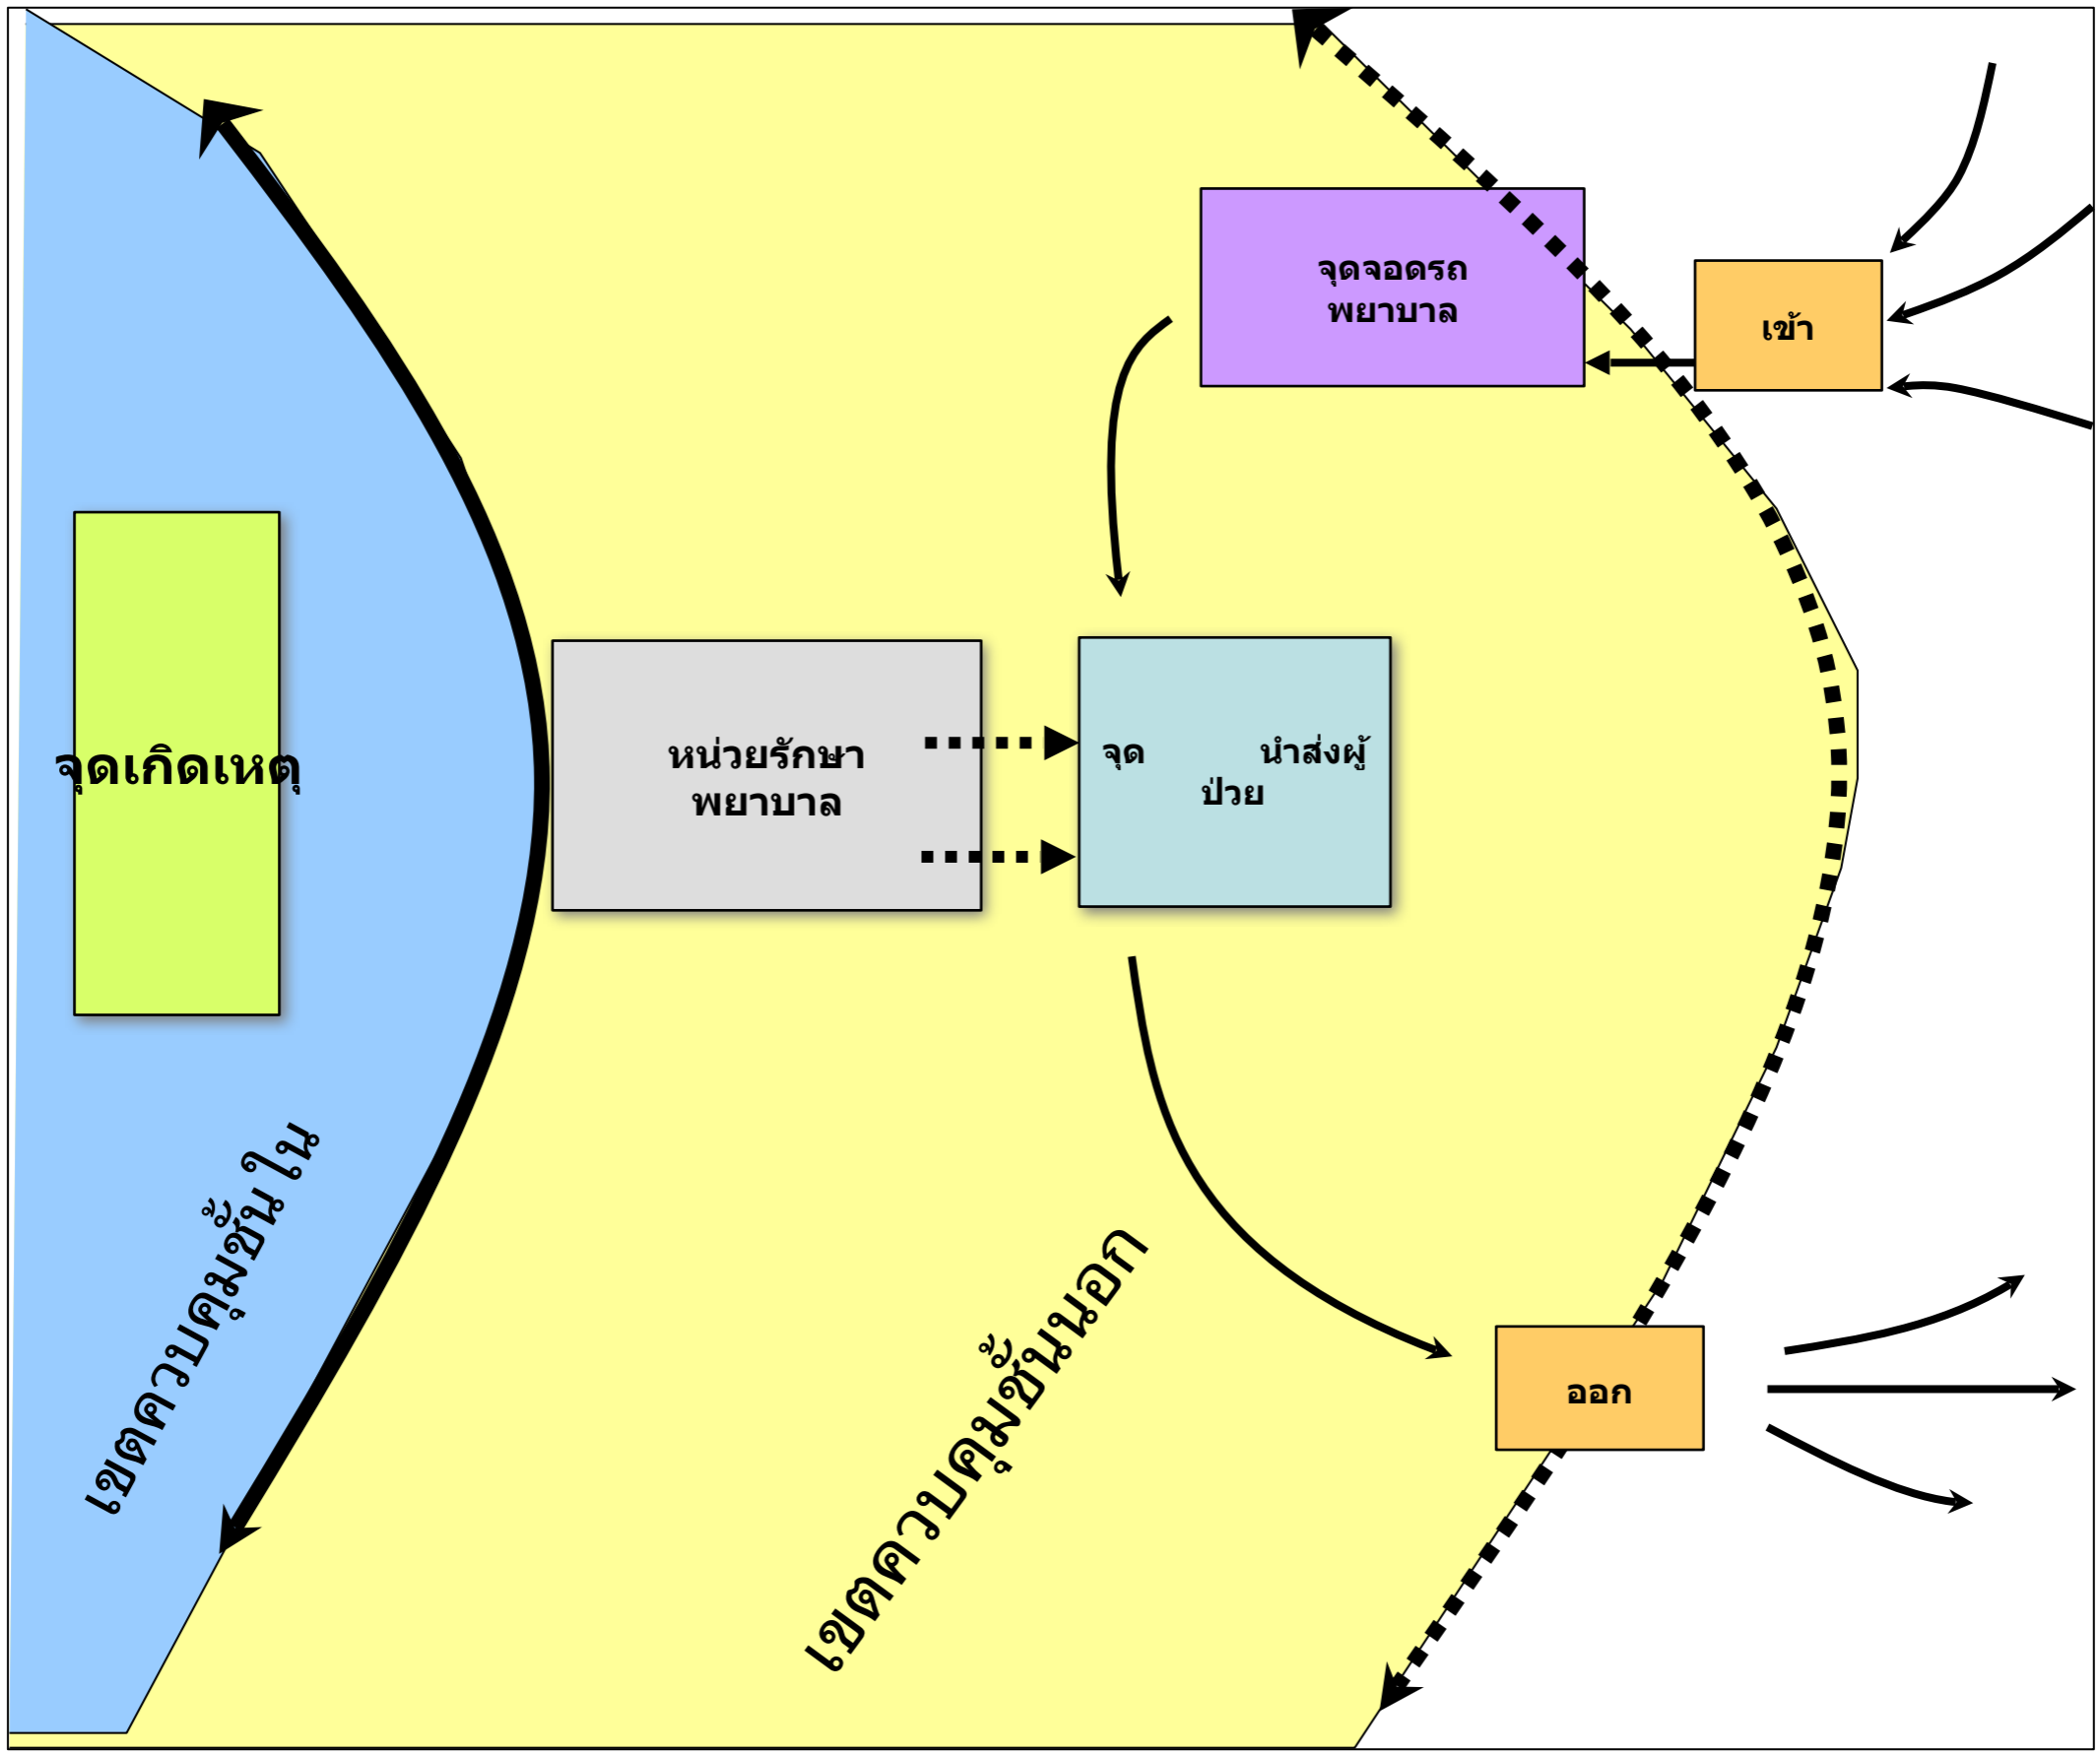 จุดจอดรถ
พยาบาล
เข้า
จุดเกิดเหตุ
หน่วยรักษา
พยาบาล
จุด นำส่งผู้
ป่วย
เขตควบคุมชั้นใน
เขตควบคุมชั้นนอก
ออก